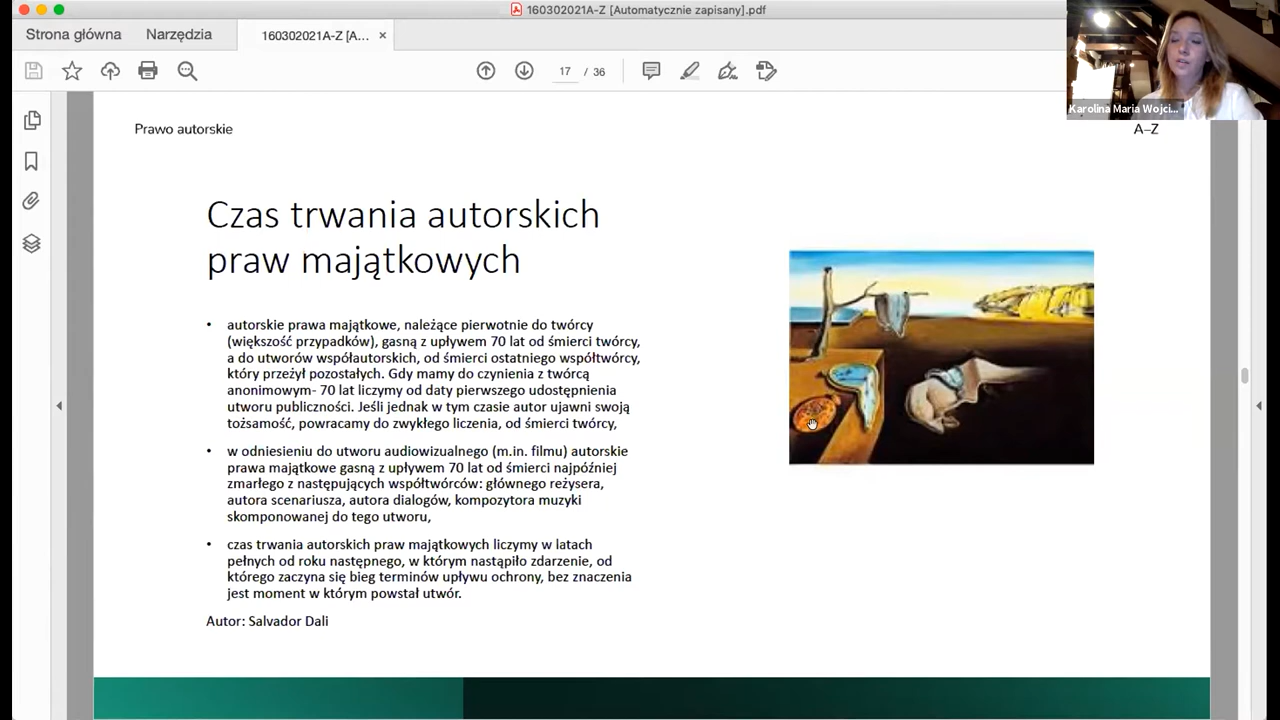 160302021A-Z [Automatycznie zapisany].pdf
Strona główna
Narzędzia
160302021A-Z [A... ×
17 / 36
Karolina Maria Wojci...
Prawo autorskie
A–Z
Czas trwania autorskich
praw majątkowych
• autorskie prawa majątkowe, należące pierwotnie do twórcy
(większość przypadków), gasną z upływem 70 lat od śmierci twórcy,
a do utworów współautorskich, od śmierci ostatniego współtwórcy,
który przeżył pozostałych. Gdy mamy do czynienia z twórcą
anonimowym- 70 lat liczymy od daty pierwszego udostępnienia
utworu publiczności. Jeśli jednak w tym czasie autor ujawni swoją
tożsamość, powracamy do zwykłego liczenia, od śmierci twórcy,
• w odniesieniu do utworu audiowizualnego (m.in. filmu) autorskie
prawa majątkowe gasną z upływem 70 lat od śmierci najpóźniej
zmarłego z następujących współtwórców: głównego reżysera,
autora scenariusza, autora dialogów, kompozytora muzyki
skomponowanej do tego utworu,
• czas trwania autorskich praw majątkowych liczymy w latach
pełnych od roku następnego, w którym nastąpiło zdarzenie, od
którego zaczyna się bieg terminów upływu ochrony, bez znaczenia
jest moment w którym powstał utwór.
Autor: Salvador Dali